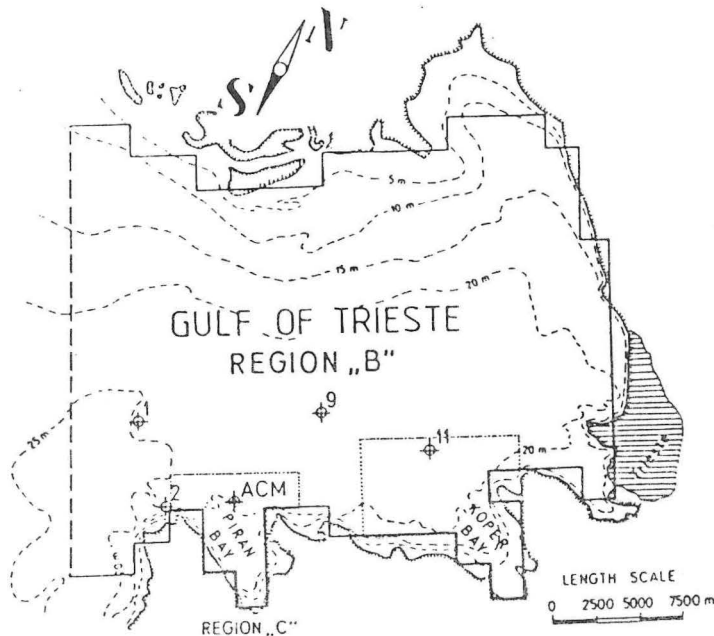 N
S
5 m
10 m
15 m
20 m
GULF OF TRIESTE
REGION „B"
1
9
25 m
11
20 m
Trieste
2
ACM
PIRAN
BAY
KOPER
BAY
LENGTH SCALE
0 2500 5000 7500 m
REGION „C"